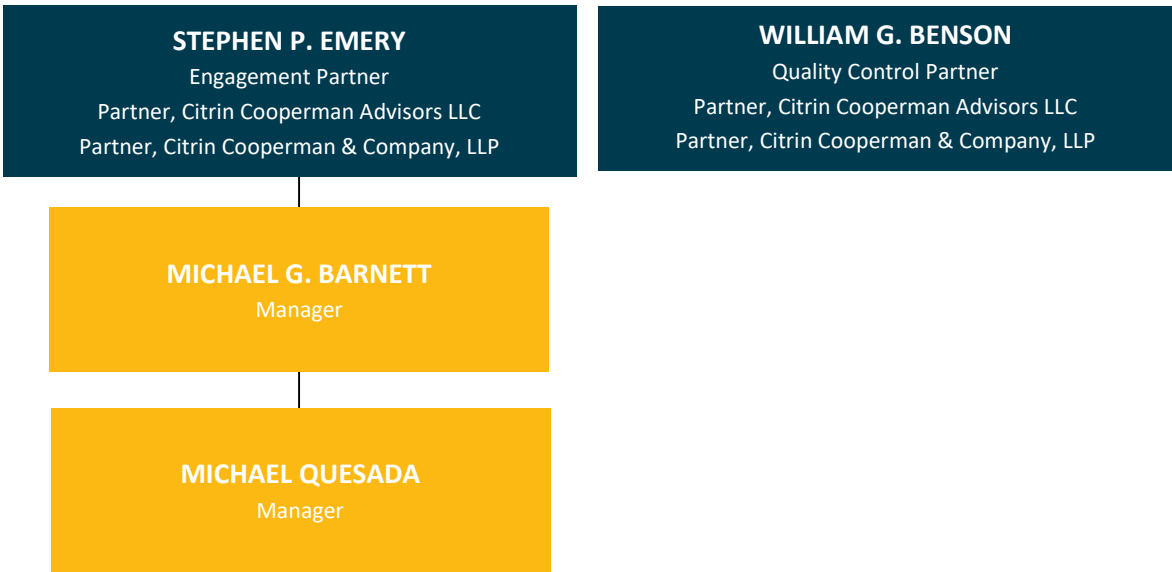 STEPHEN P. EMERY
Engagement Partner
Partner, Citrin Cooperman Advisors LLC
Partner, Citrin Cooperman & Company, LLP
WILLIAM G. BENSON
Quality Control Partner
Partner, Citrin Cooperman Advisors LLC
Partner, Citrin Cooperman & Company, LLP
MICHAEL G. BARNETT
Manager
MICHAEL QUESADA
Manager